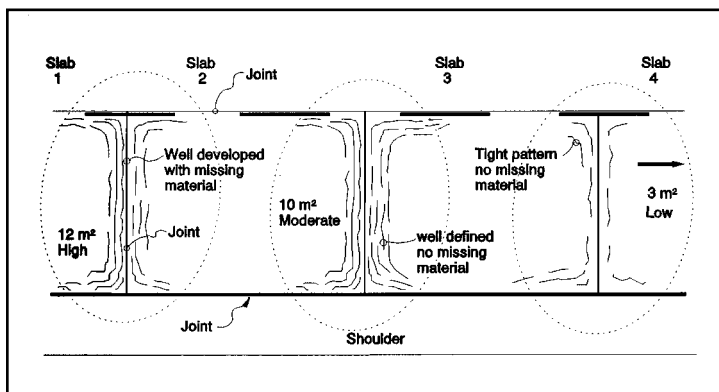 Slab
1
Slab
2
Joint
Slab
3
Slab
4
Well developed
with missing
material
Tight pattern
no missing
material
12 m²
High
Joint
10 m²
Moderate
well defined
no missing
material
3 m²
Low
Joint
Shoulder